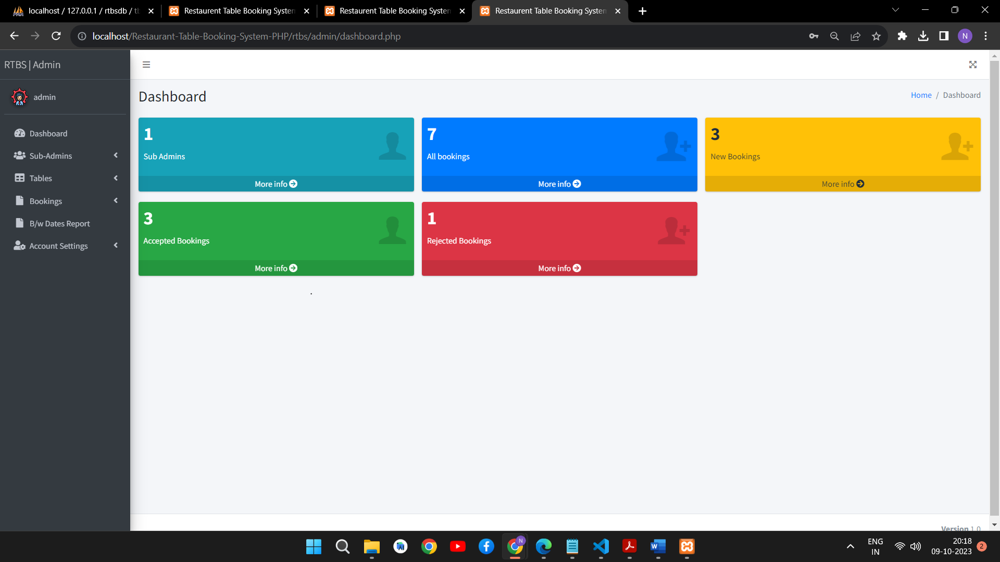 localhost / 127.0.0.1 / rtbsdb / tb
Restaurent Table Booking System
Restaurent Table Booking System
Restaurent Table Booking System
localhost/Restaurant-Table-Booking-System-PHP/rtbs/admin/dashboard.php
N
RTBS | Admin
admin
Dashboard
Sub-Admins
Tables
Bookings
B/w Dates Report
Account Settings
Dashboard
Home / Dashboard
1
Sub Admins
More info
7
All bookings
More info
3
New Bookings
More info
3
Accepted Bookings
More info
1
Rejected Bookings
More info
Version 1.0
N
W
ENG
IN
20:18
09-10-2023
2